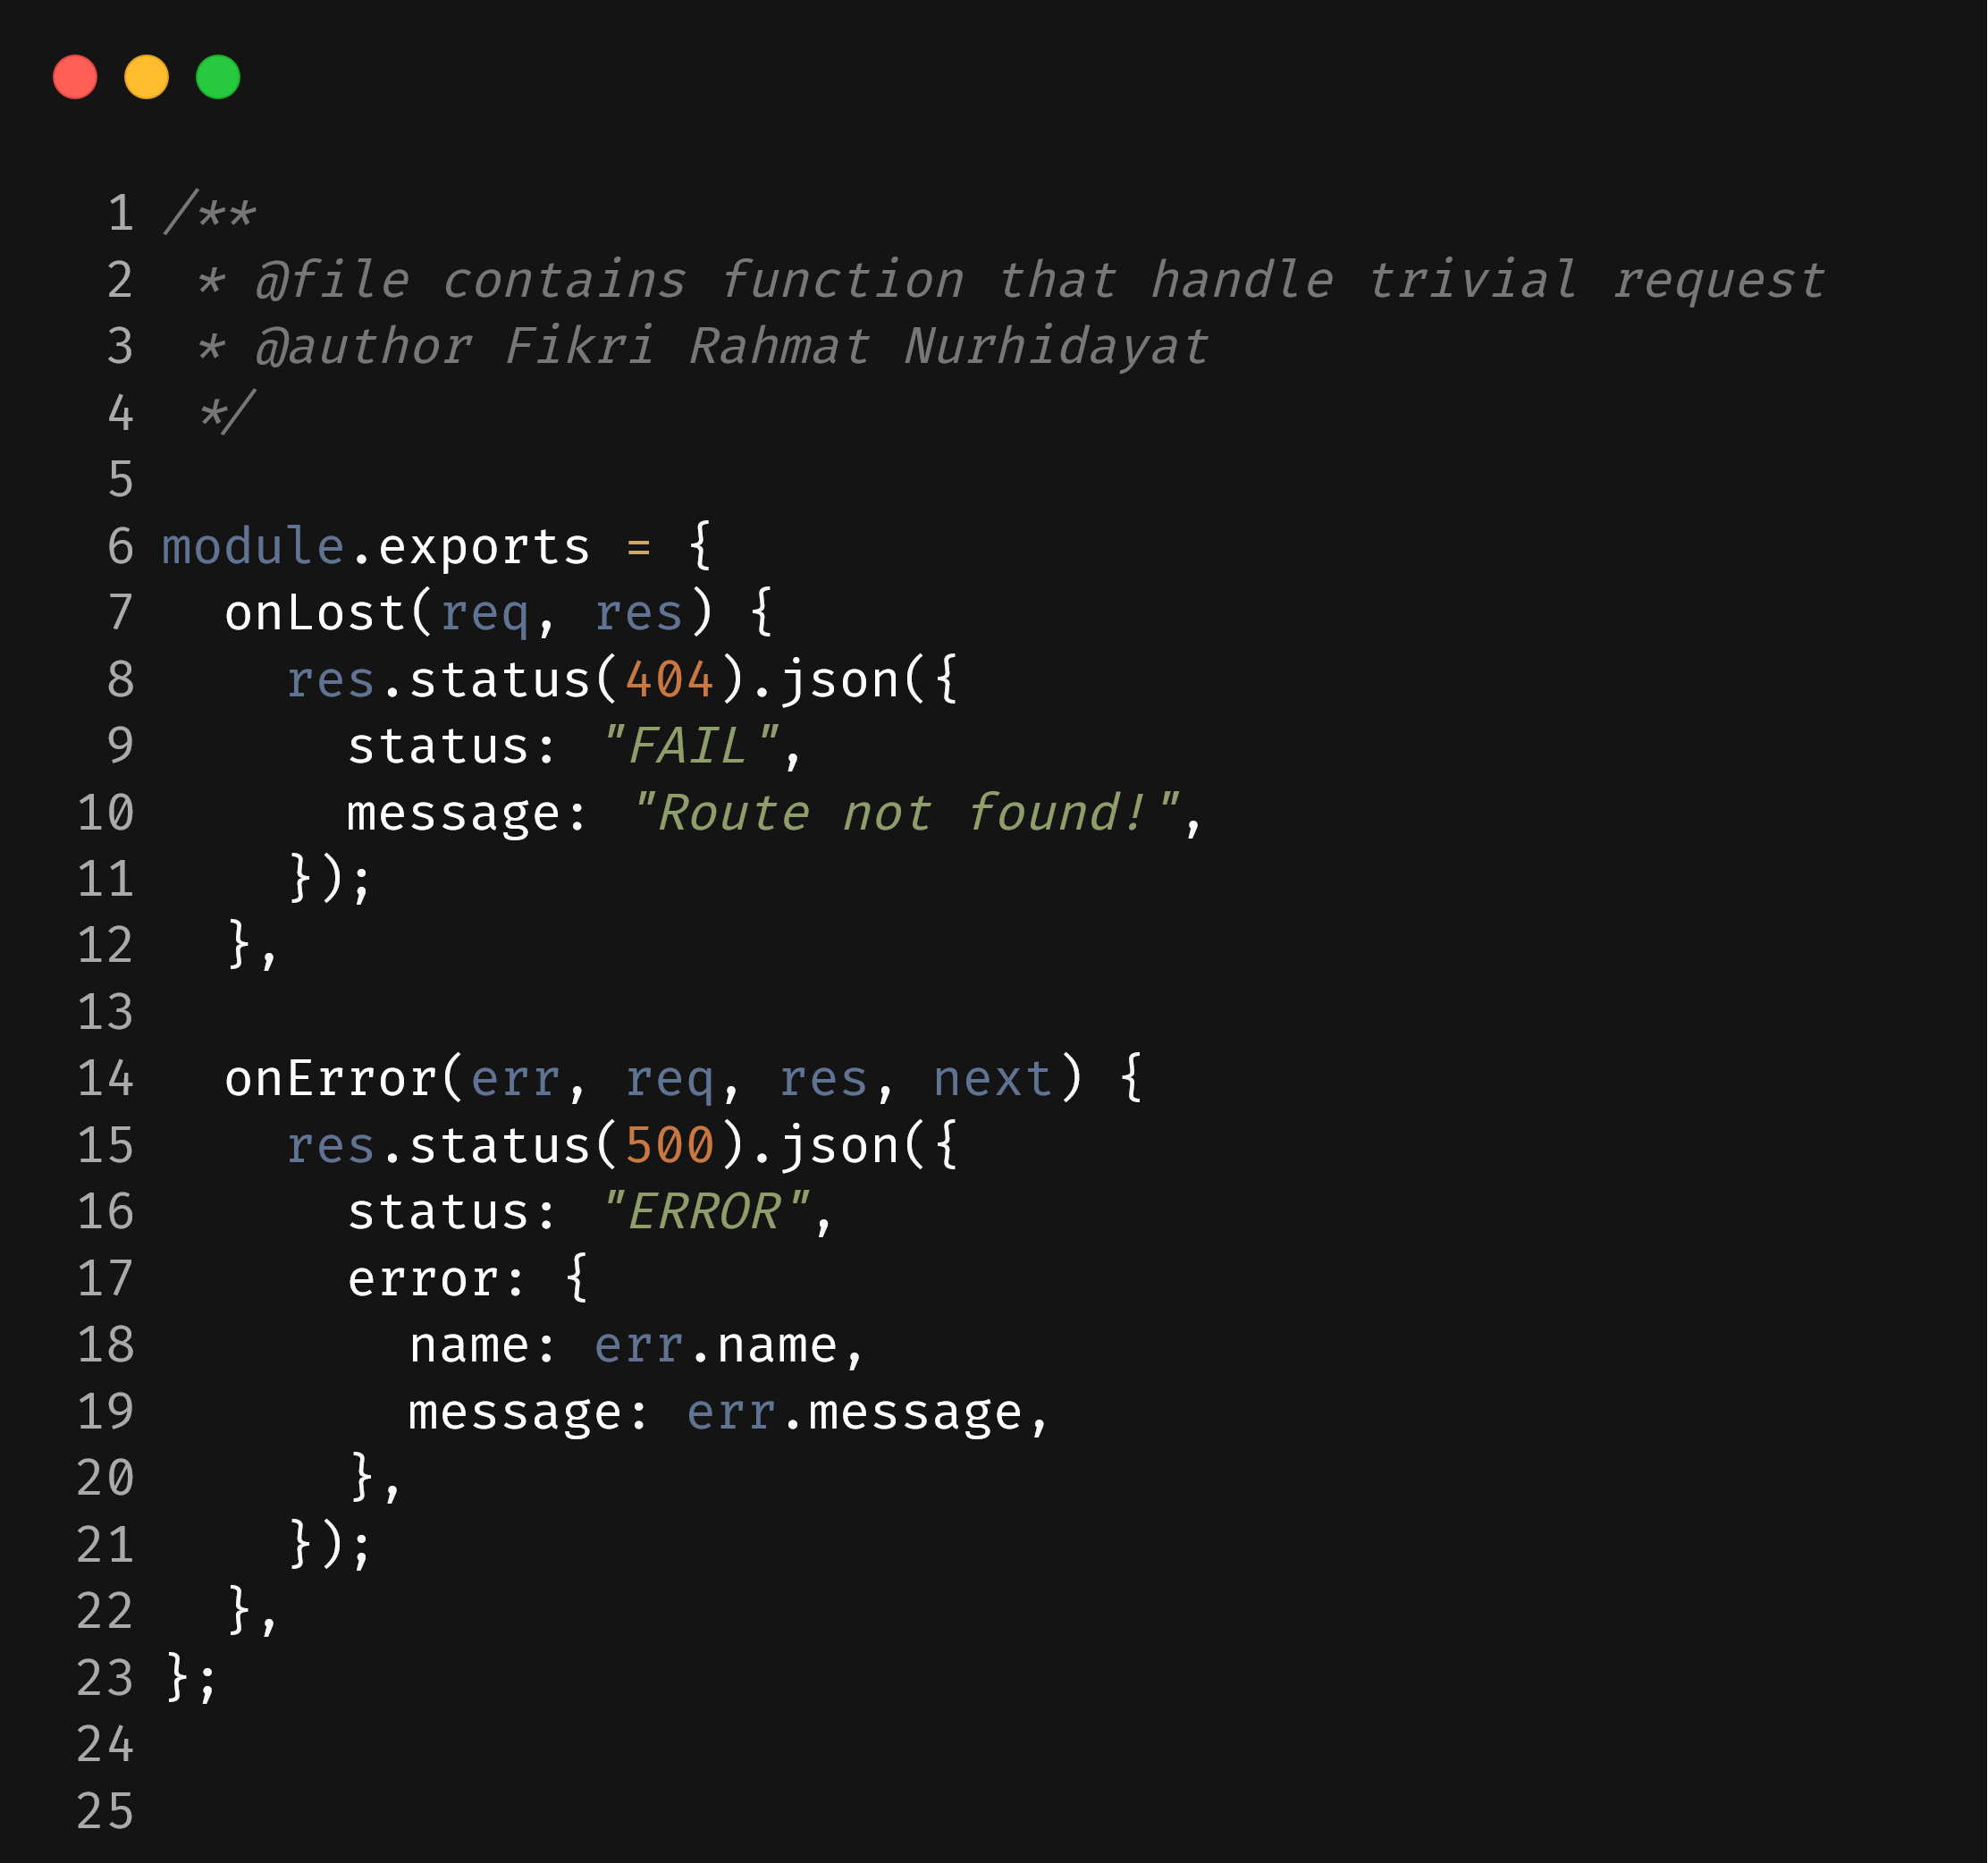 1 /**
2  * @file contains function that handle trivial request
3  * @author Fikri Rahmat Nurhidayat
4  */
5
6 module.exports = {
7   onLost(req, res) {
8     res.status(404).json({
9       status: "FAIL",
10       message: "Route not found!",
11     });
12   },
13
14   onError(err, req, res, next) {
15     res.status(500).json({
16       status: "ERROR",
17       error: {
18         name: err.name,
19         message: err.message,
20       },
21     });
22   },
23 };
24
25